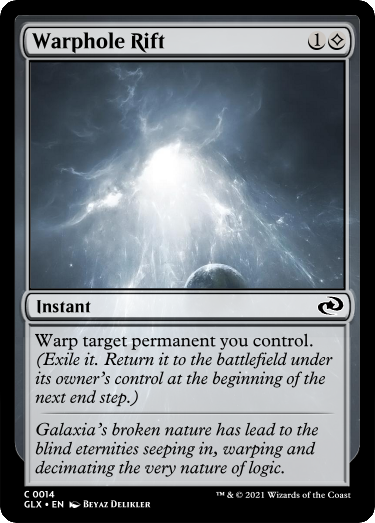 Warphole Rift 1
Instant
Warp target permanent you control.
(Exile it. Return it to the battlefield under
its owner's control at the beginning of the
next end step.)
Galaxia's broken nature has lead to the
blind eternities seeping in, warping and
decimating the very nature of logic.
C 0014
GLX • EN BEYAZ DELIKLER
™ & © 2021 Wizards of the Coast